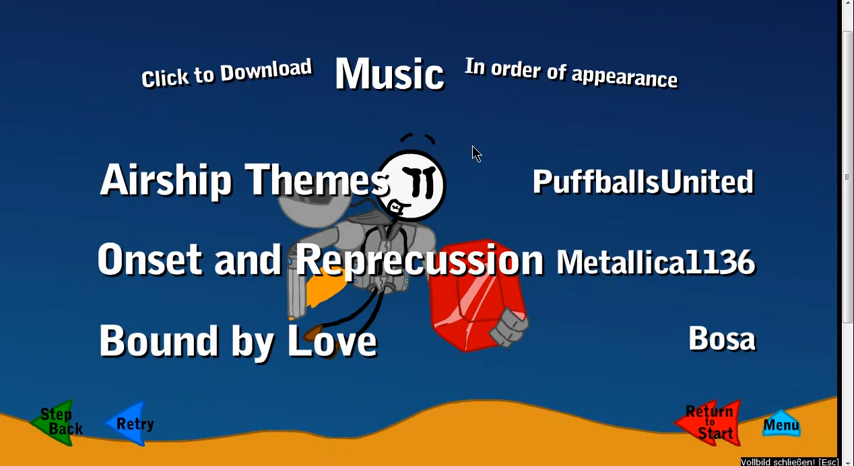 Click to Download Music In order of appearance
Airship Themes PuffballsUnited
Onset and Reprecussion Metallica1136
Bound by Love Bosa
Step Back
Retry
Return to Start
Menu
Vollbild schließen! [Esc]